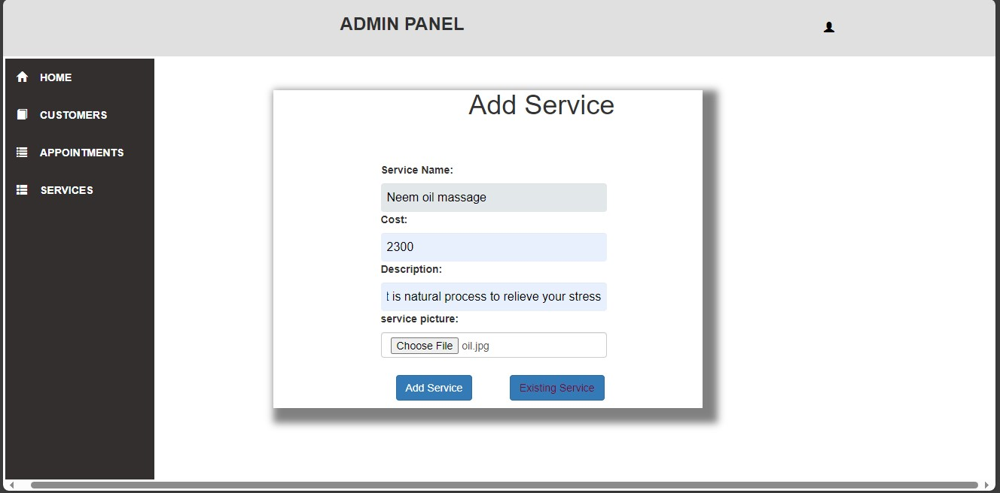 ADMIN PANEL
HOME
CUSTOMERS
APPOINTMENTS
SERVICES
Add Service
Service Name:
Neem oil massage
Cost:
2300
Description:
t is natural process to relieve your stress
service picture:
Choose File oil.jpg
Add Service Existing Service